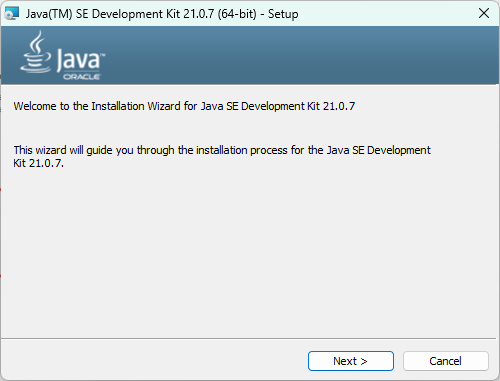 Java(TM) SE Development Kit 21.0.7 (64-bit) - Setup
Java™
ORACLE
Welcome to the Installation Wizard for Java SE Development Kit 21.0.7
This wizard will guide you through the installation process for the Java SE Development
Kit 21.0.7.
Next >
Cancel